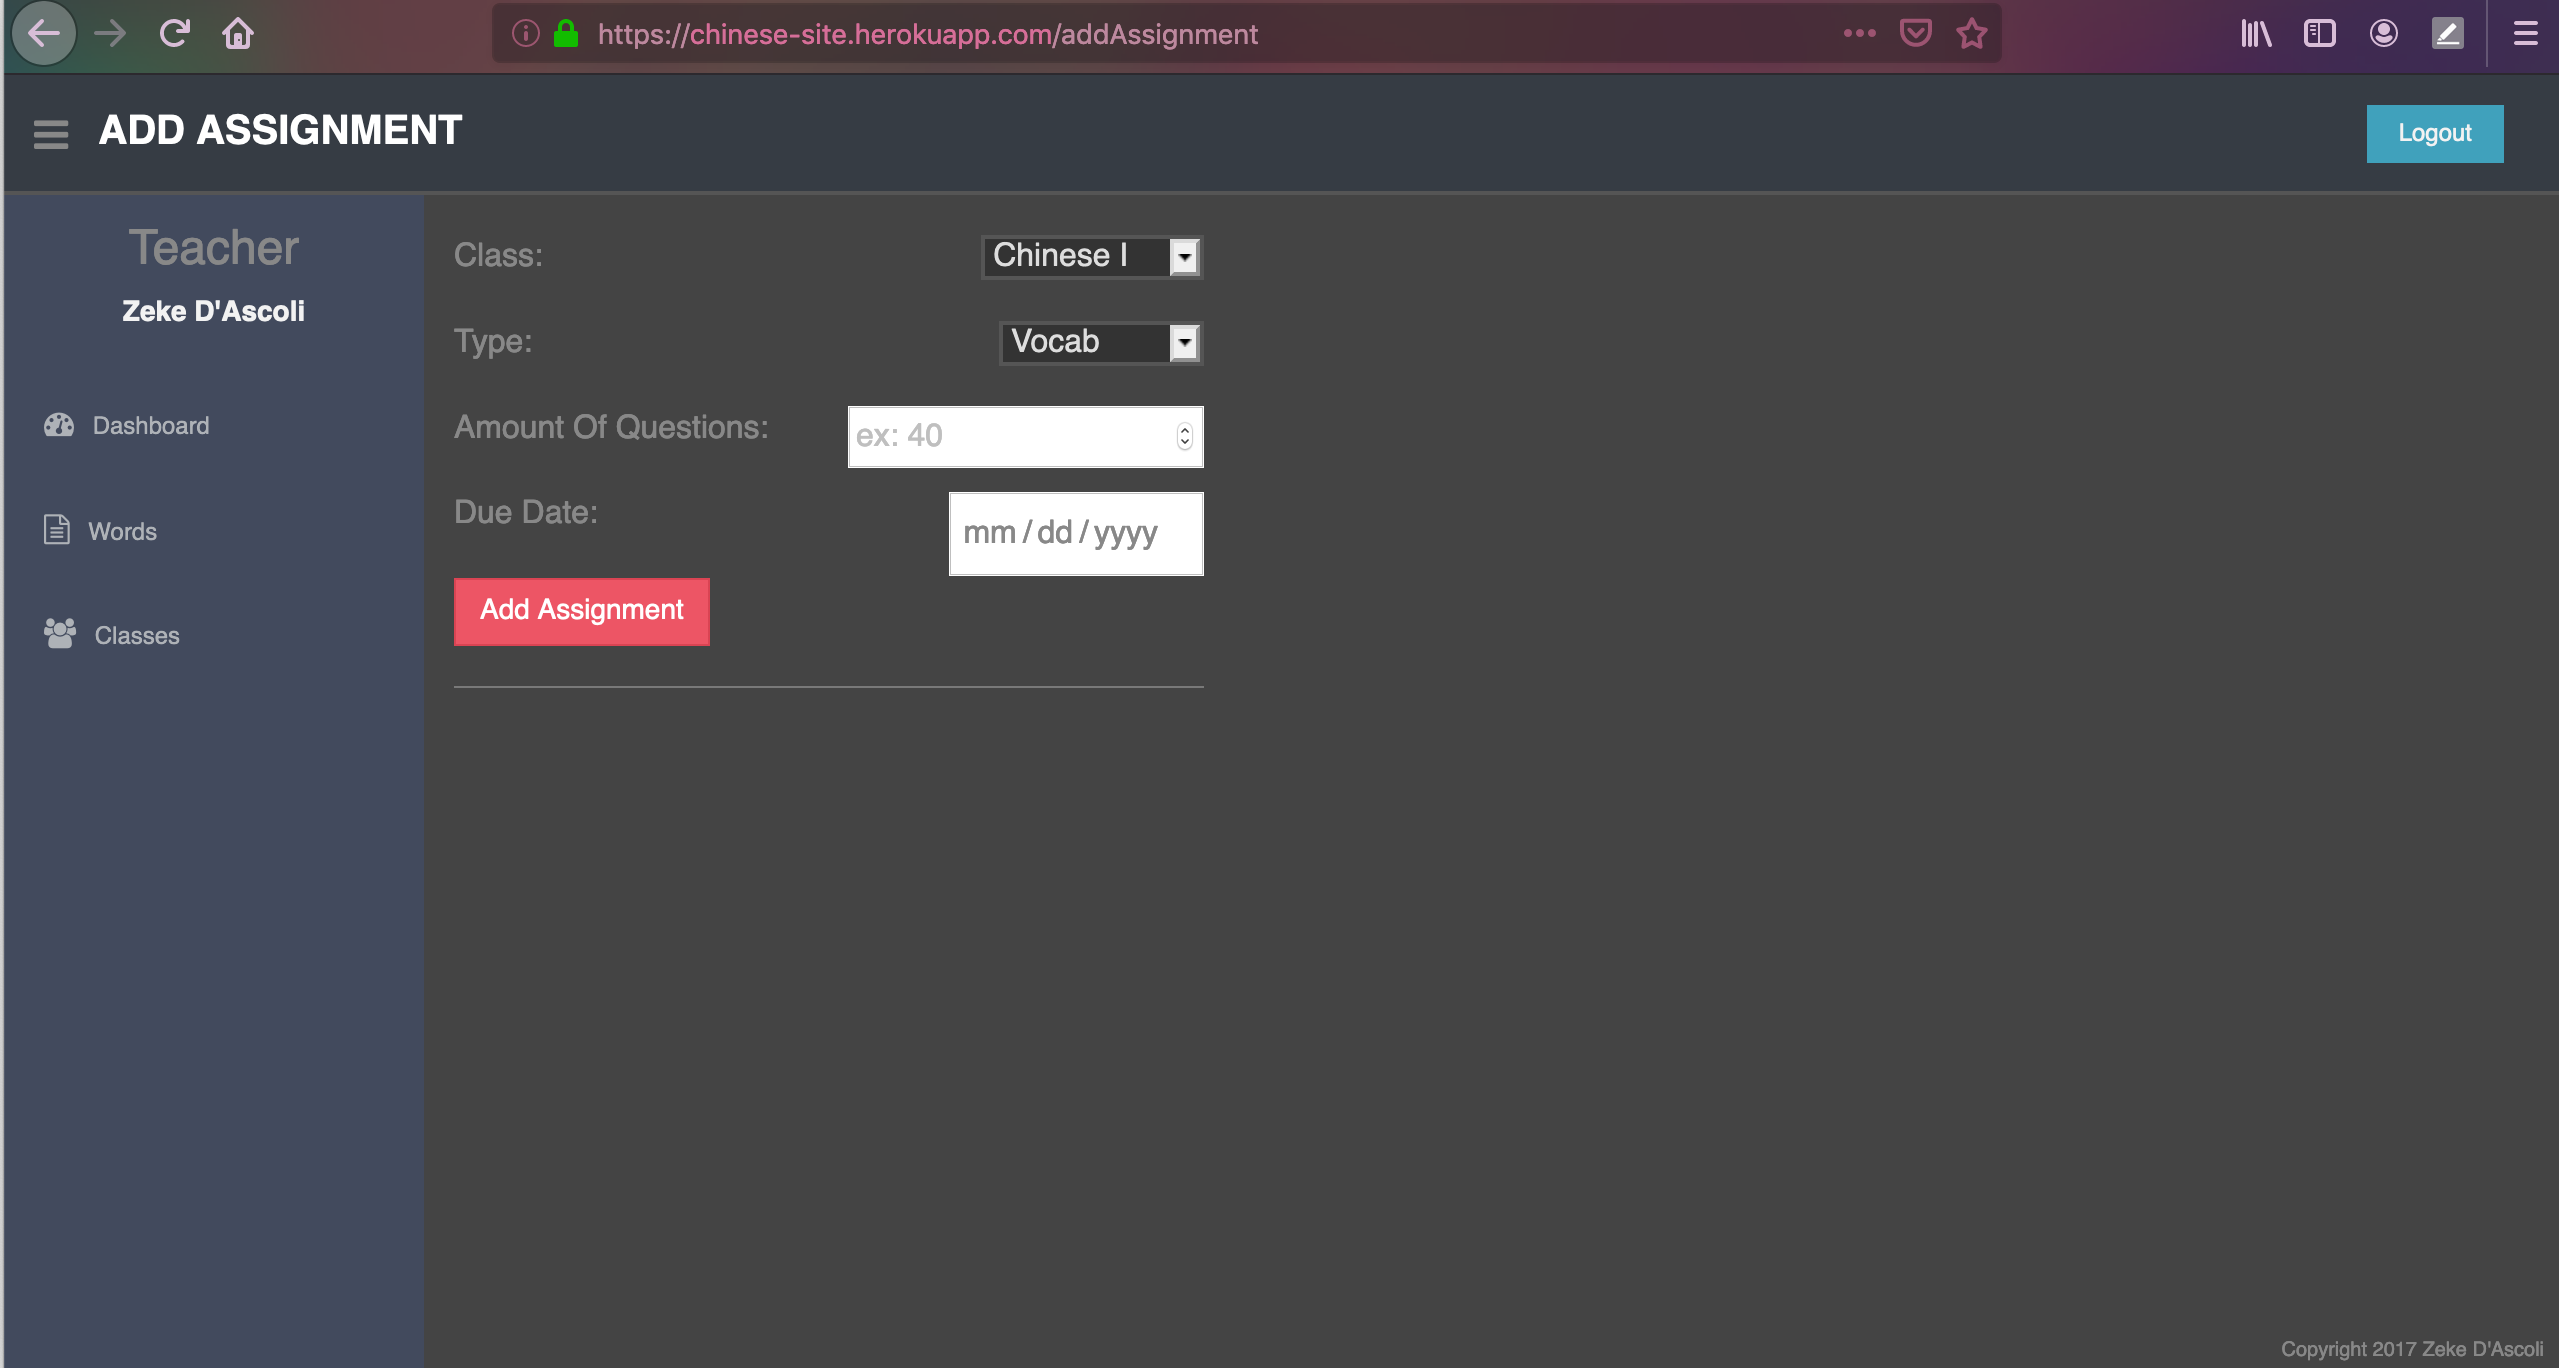 https://chinese-site.herokuapp.com/addAssignment
ADD ASSIGNMENT
Logout
Teacher
Zeke D'Ascoli
Dashboard
Words
Classes
Class:
Chinese I
Type:
Vocab
Amount Of Questions:
ex: 40
Due Date:
mm / dd / yyyy
Add Assignment
Copyright 2017 Zeke D'Ascoli